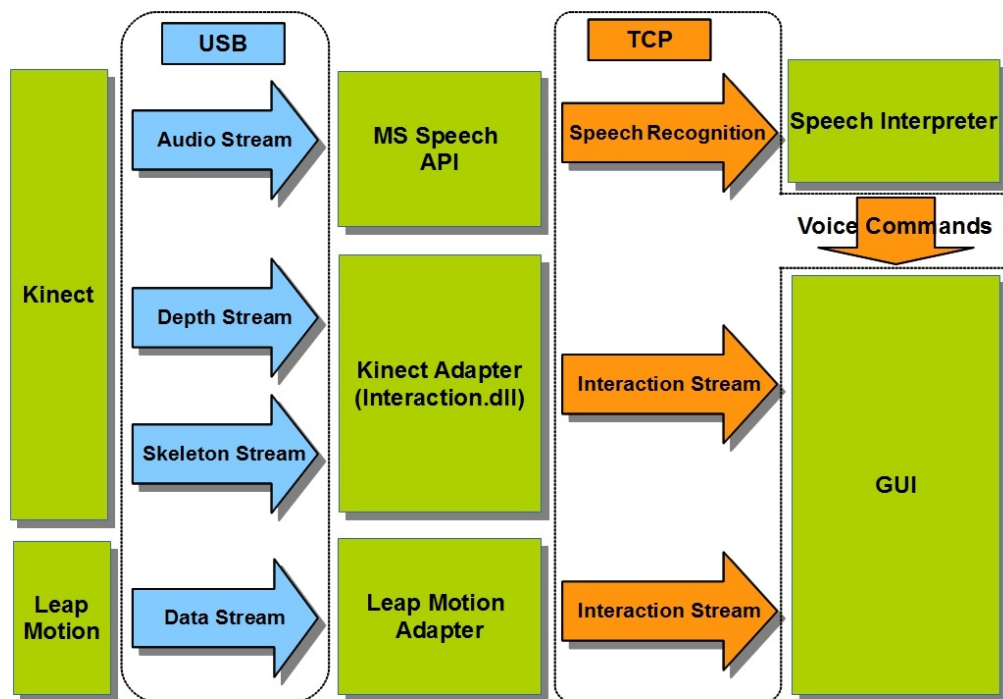 USB
TCP
Kinect
Audio Stream
MS Speech
API
Speech Recognition
Speech Interpreter
Voice Commands
Depth Stream
Skeleton Stream
Kinect Adapter
(Interaction.dll)
Interaction Stream
GUI
Leap
Motion
Data Stream
Leap Motion
Adapter
Interaction Stream